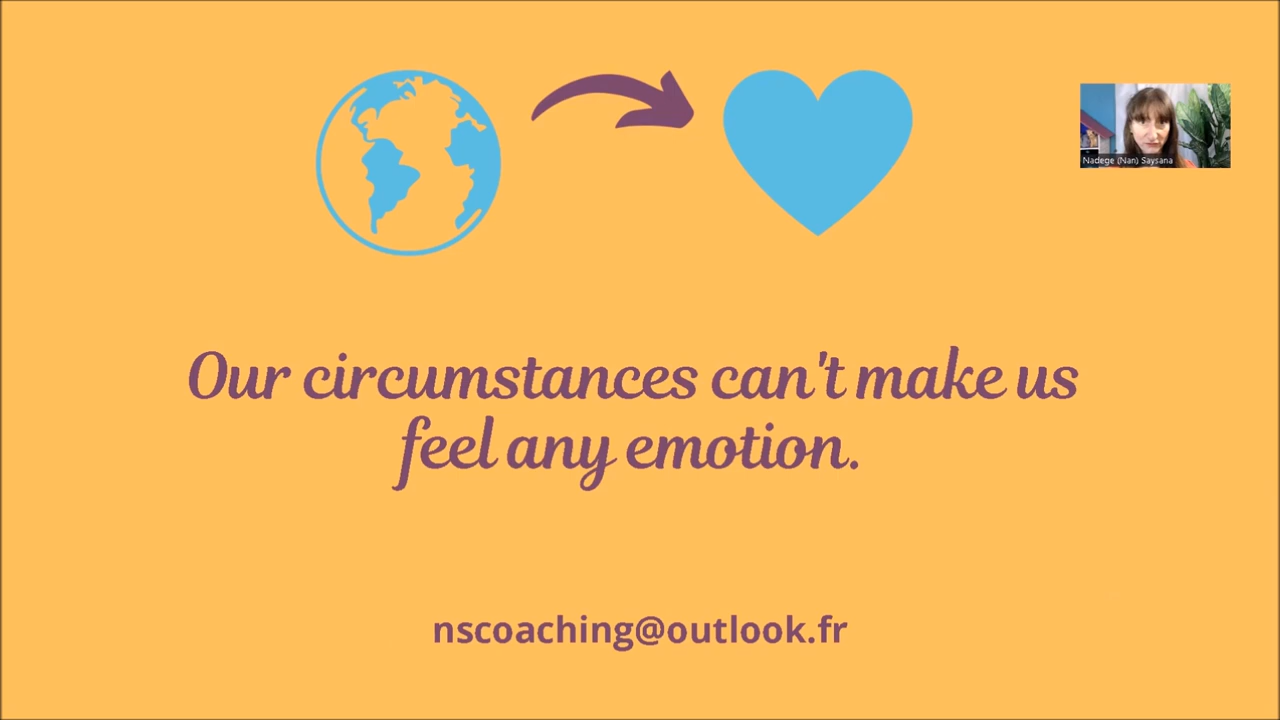 Nadege (Nan) Saysana
Our circumstances can't make us
feel any emotion.
nscoaching@outlook.fr